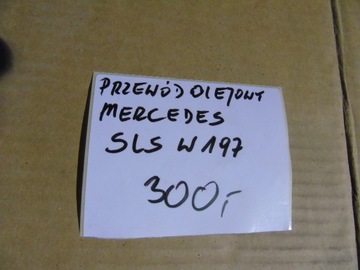 PRZEWÓD OLEJOWY
MERCEDES
SLS W197
300,-